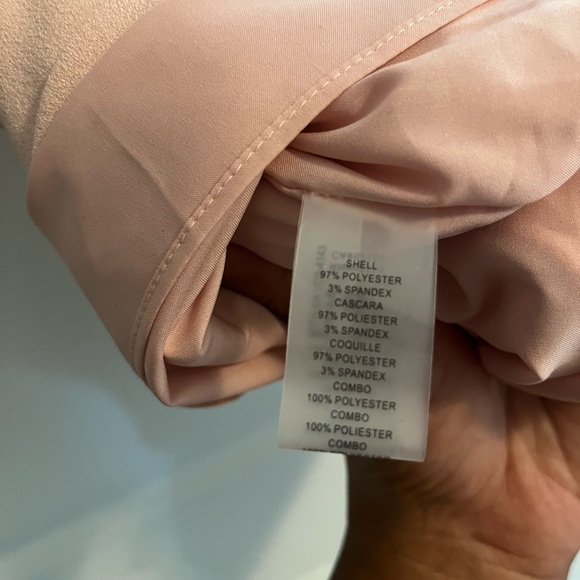 SHELL
97% POLYESTER
3% SPANDEX
CASCARA
97% POLIESTER
3% SPANDEX
COQUILLE
97% POLYESTER
3% SPANDEX
COMBO
100% POLYESTER
COMBO
100% POLIESTER
COMBO